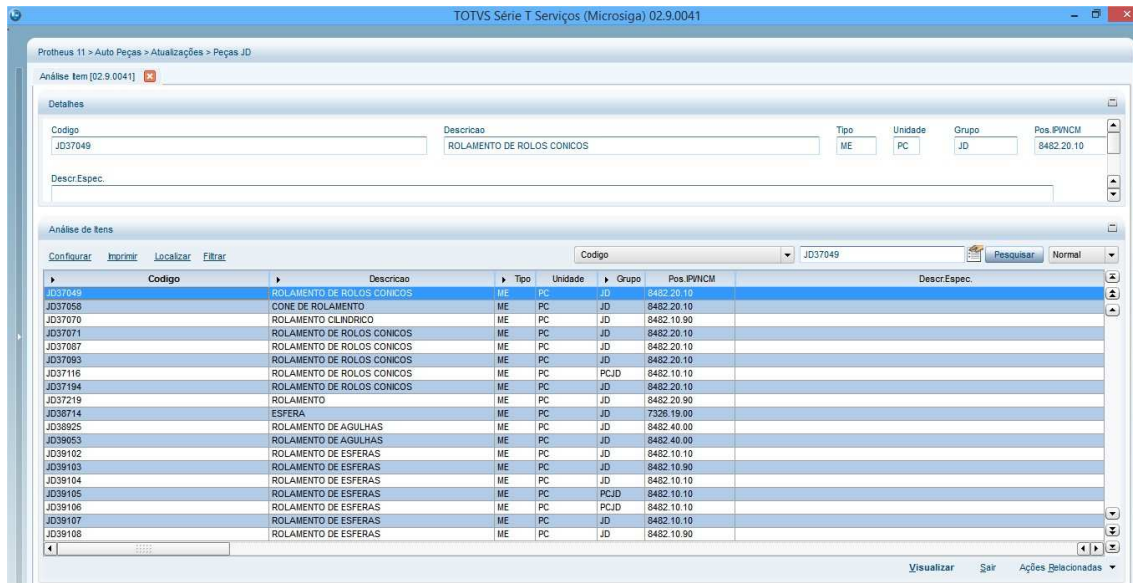 TOTVS Série T Serviços (Microsiga) 02.9.0041
Protheus 11 > Auto Peças > Atualizações > Peças JD
Análise Item [02.9.0041]
Detalhes
Codigo Descricao Tipo Unidade Grupo Pos.IPI/NCM
JD37049 ROLAMENTO DE ROLOS CONICOS ME PC JD 8482.20.10
Descr.Espec.
Análise de Itens
Configurar Imprimir Localizar Filtrar Codigo JD37049 Pesquisar Normal
Codigo Descricao Tipo Unidade Grupo Pos.IPI/NCM Descr.Espec.
JD37049 ROLAMENTO DE ROLOS CONICOS ME PC JD 8482.20.10
JD37058 CONE DE ROLAMENTO ME PC JD 8482.20.10
JD37070 ROLAMENTO CILINDRICO ME PC JD 8482.10.90
JD37071 ROLAMENTO DE ROLOS CONICOS ME PC JD 8482.20.10
JD37087 ROLAMENTO DE ROLOS CONICOS ME PC JD 8482.20.10
JD37093 ROLAMENTO DE ROLOS CONICOS ME PC JD 8482.20.10
JD37116 ROLAMENTO DE ROLOS CONICOS ME PC PCJD 8482.10.10
JD37194 ROLAMENTO DE ROLOS CONICOS ME PC JD 8482.20.10
JD37219 ROLAMENTO ME PC JD 8482.20.90
JD38714 ESFERA ME PC JD 7326.19.00
JD38925 ROLAMENTO DE AGULHAS ME PC JD 8482.40.00
JD39053 ROLAMENTO DE AGULHAS ME PC JD 8482.40.00
JD39102 ROLAMENTO DE ESFERAS ME PC JD 8482.10.10
JD39103 ROLAMENTO DE ESFERAS ME PC JD 8482.10.90
JD39104 ROLAMENTO DE ESFERAS ME PC JD 8482.10.10
JD39105 ROLAMENTO DE ESFERAS ME PC PCJD 8482.10.10
JD39106 ROLAMENTO DE ESFERAS ME PC PCJD 8482.10.10
JD39107 ROLAMENTO DE ESFERAS ME PC JD 8482.10.10
JD39108 ROLAMENTO DE ESFERAS ME PC JD 8482.10.90
Visualizar Sair Ações Relacionadas